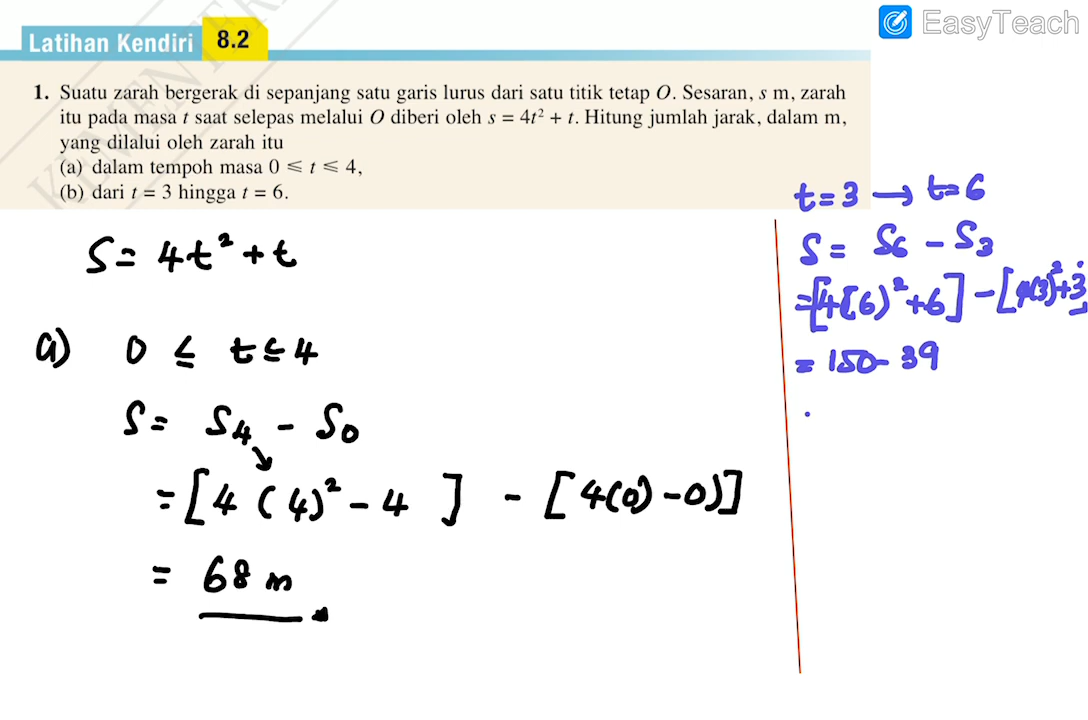 EasyTeach
Latihan Kendiri 8.2
1. Suatu zarah bergerak di sepanjang satu garis lurus dari satu titik tetap O. Sesaran, s m, zarah
itu pada masa t saat selepas melalui O diberi oleh s = 4t² + t. Hitung jumlah jarak, dalam m,
yang dilalui oleh zarah itu
(a) dalam tempoh masa 0 ⩽ t ⩽ 4,
(b) dari t = 3 hingga t = 6.
S = 4t² + t
a) 0 ≤ t ≤ 4
S = S₄ - S₀
= [4 (4)² - 4 ] - [4(0) - 0)]
= 68 m
t = 3 → t = 6
S = S₆ - S₃
= [4(6)² + 6] - [4(3)² + 3
= 150 - 39